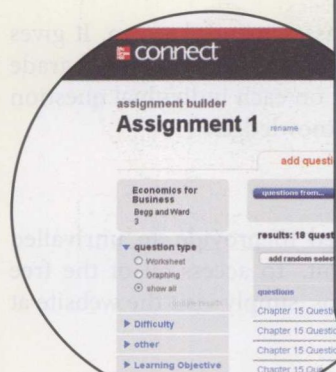 connect
assignment builder
Assignment 1 rename
add questi
Economics for
Business
Begg and Ward
3
questions from...
question type
Worksheet
Graphing
show all
results: 18 quest
add random select
questions
Chapter 15 Questi
Chapter 15 Questio
Chapter 15 Questio
Chapter 15
Difficulty
other
Learning Objective